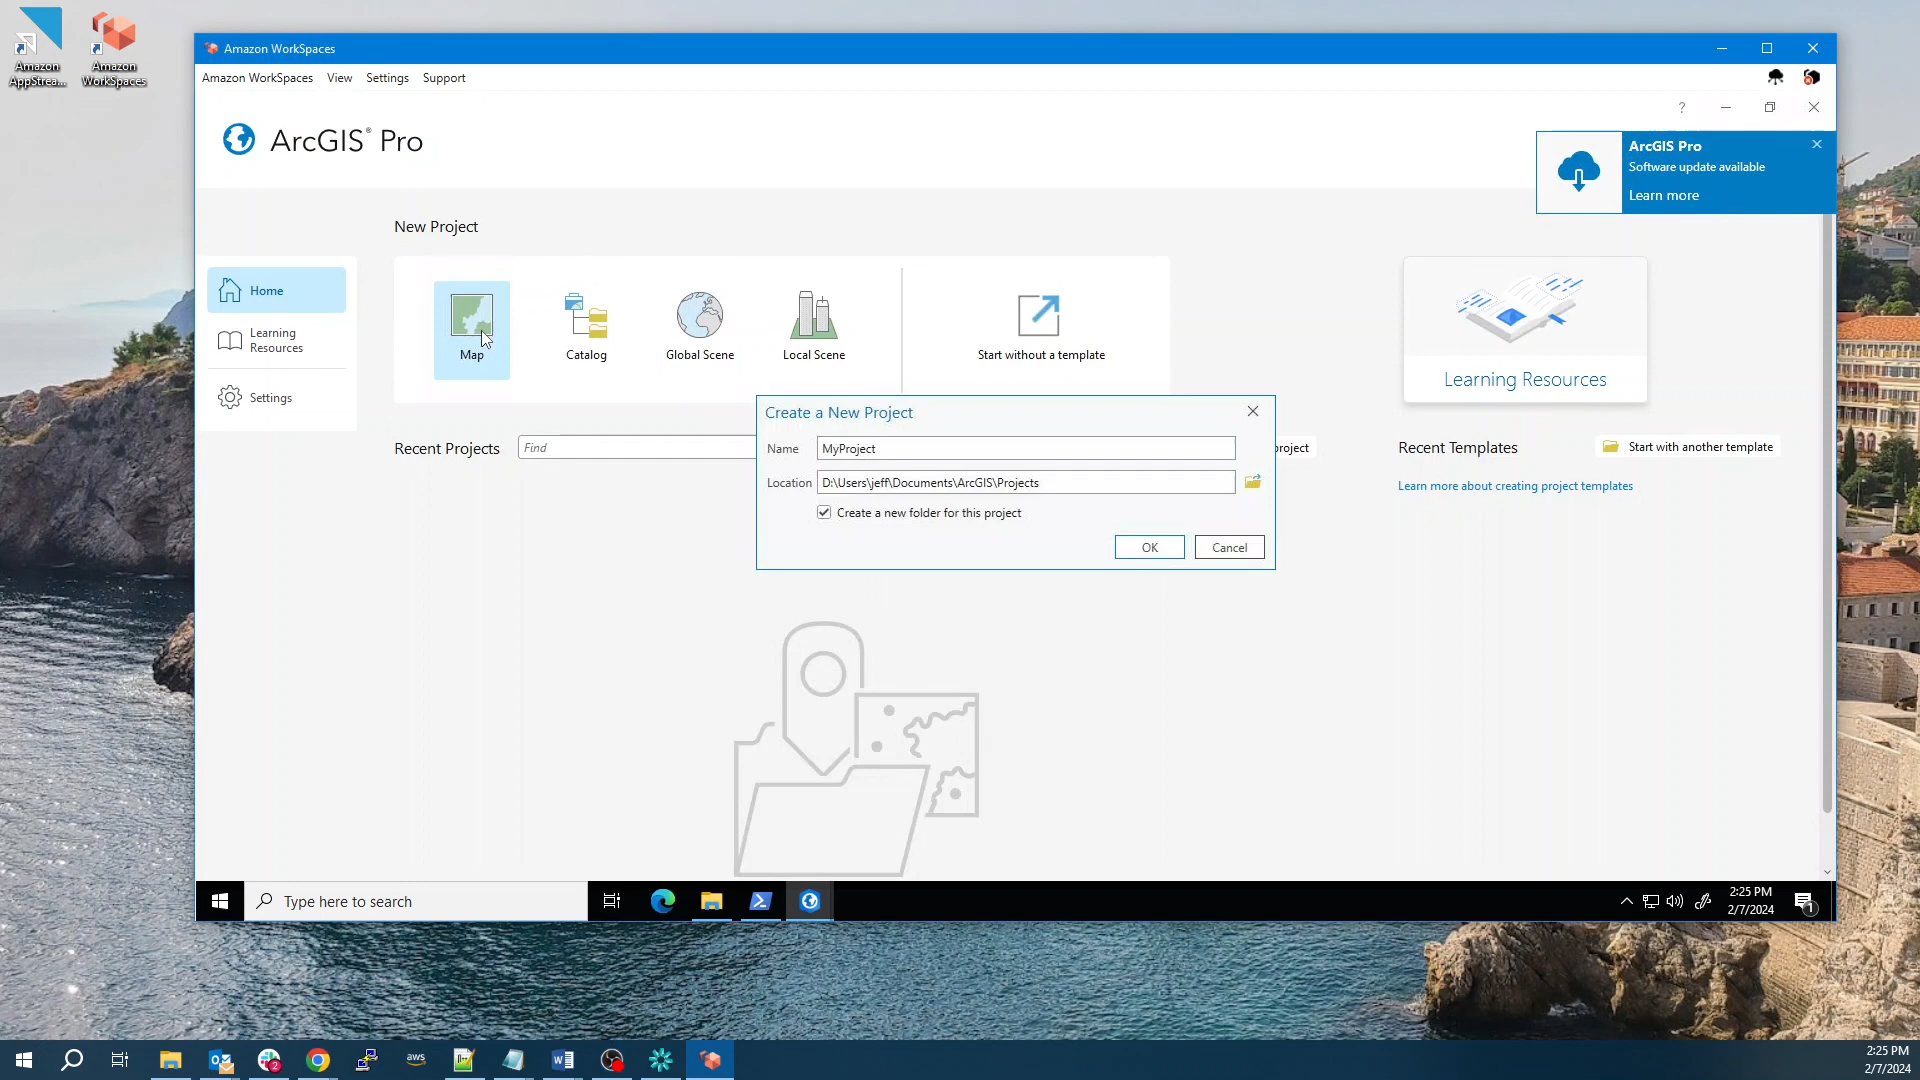 Amazon
AppStrea...
Amazon
WorkSpaces
Amazon WorkSpaces
Amazon WorkSpaces View Settings Support
?
ArcGIS® Pro
ArcGIS Pro
Software update available
Learn more
New Project
Home
Learning
Resources
Settings
Map
Catalog
Global Scene
Local Scene
Start without a template
Learning Resources
Recent Projects
Find
project
Recent Templates
Start with another template
Learn more about creating project templates
Create a New Project
Name
MyProject
Location
D:\Users\jeff\Documents\ArcGIS\Projects
Create a new folder for this project
OK
Cancel
Type here to search
2:25 PM
2/7/2024
1
aws
2
2:25 PM
2/7/2024